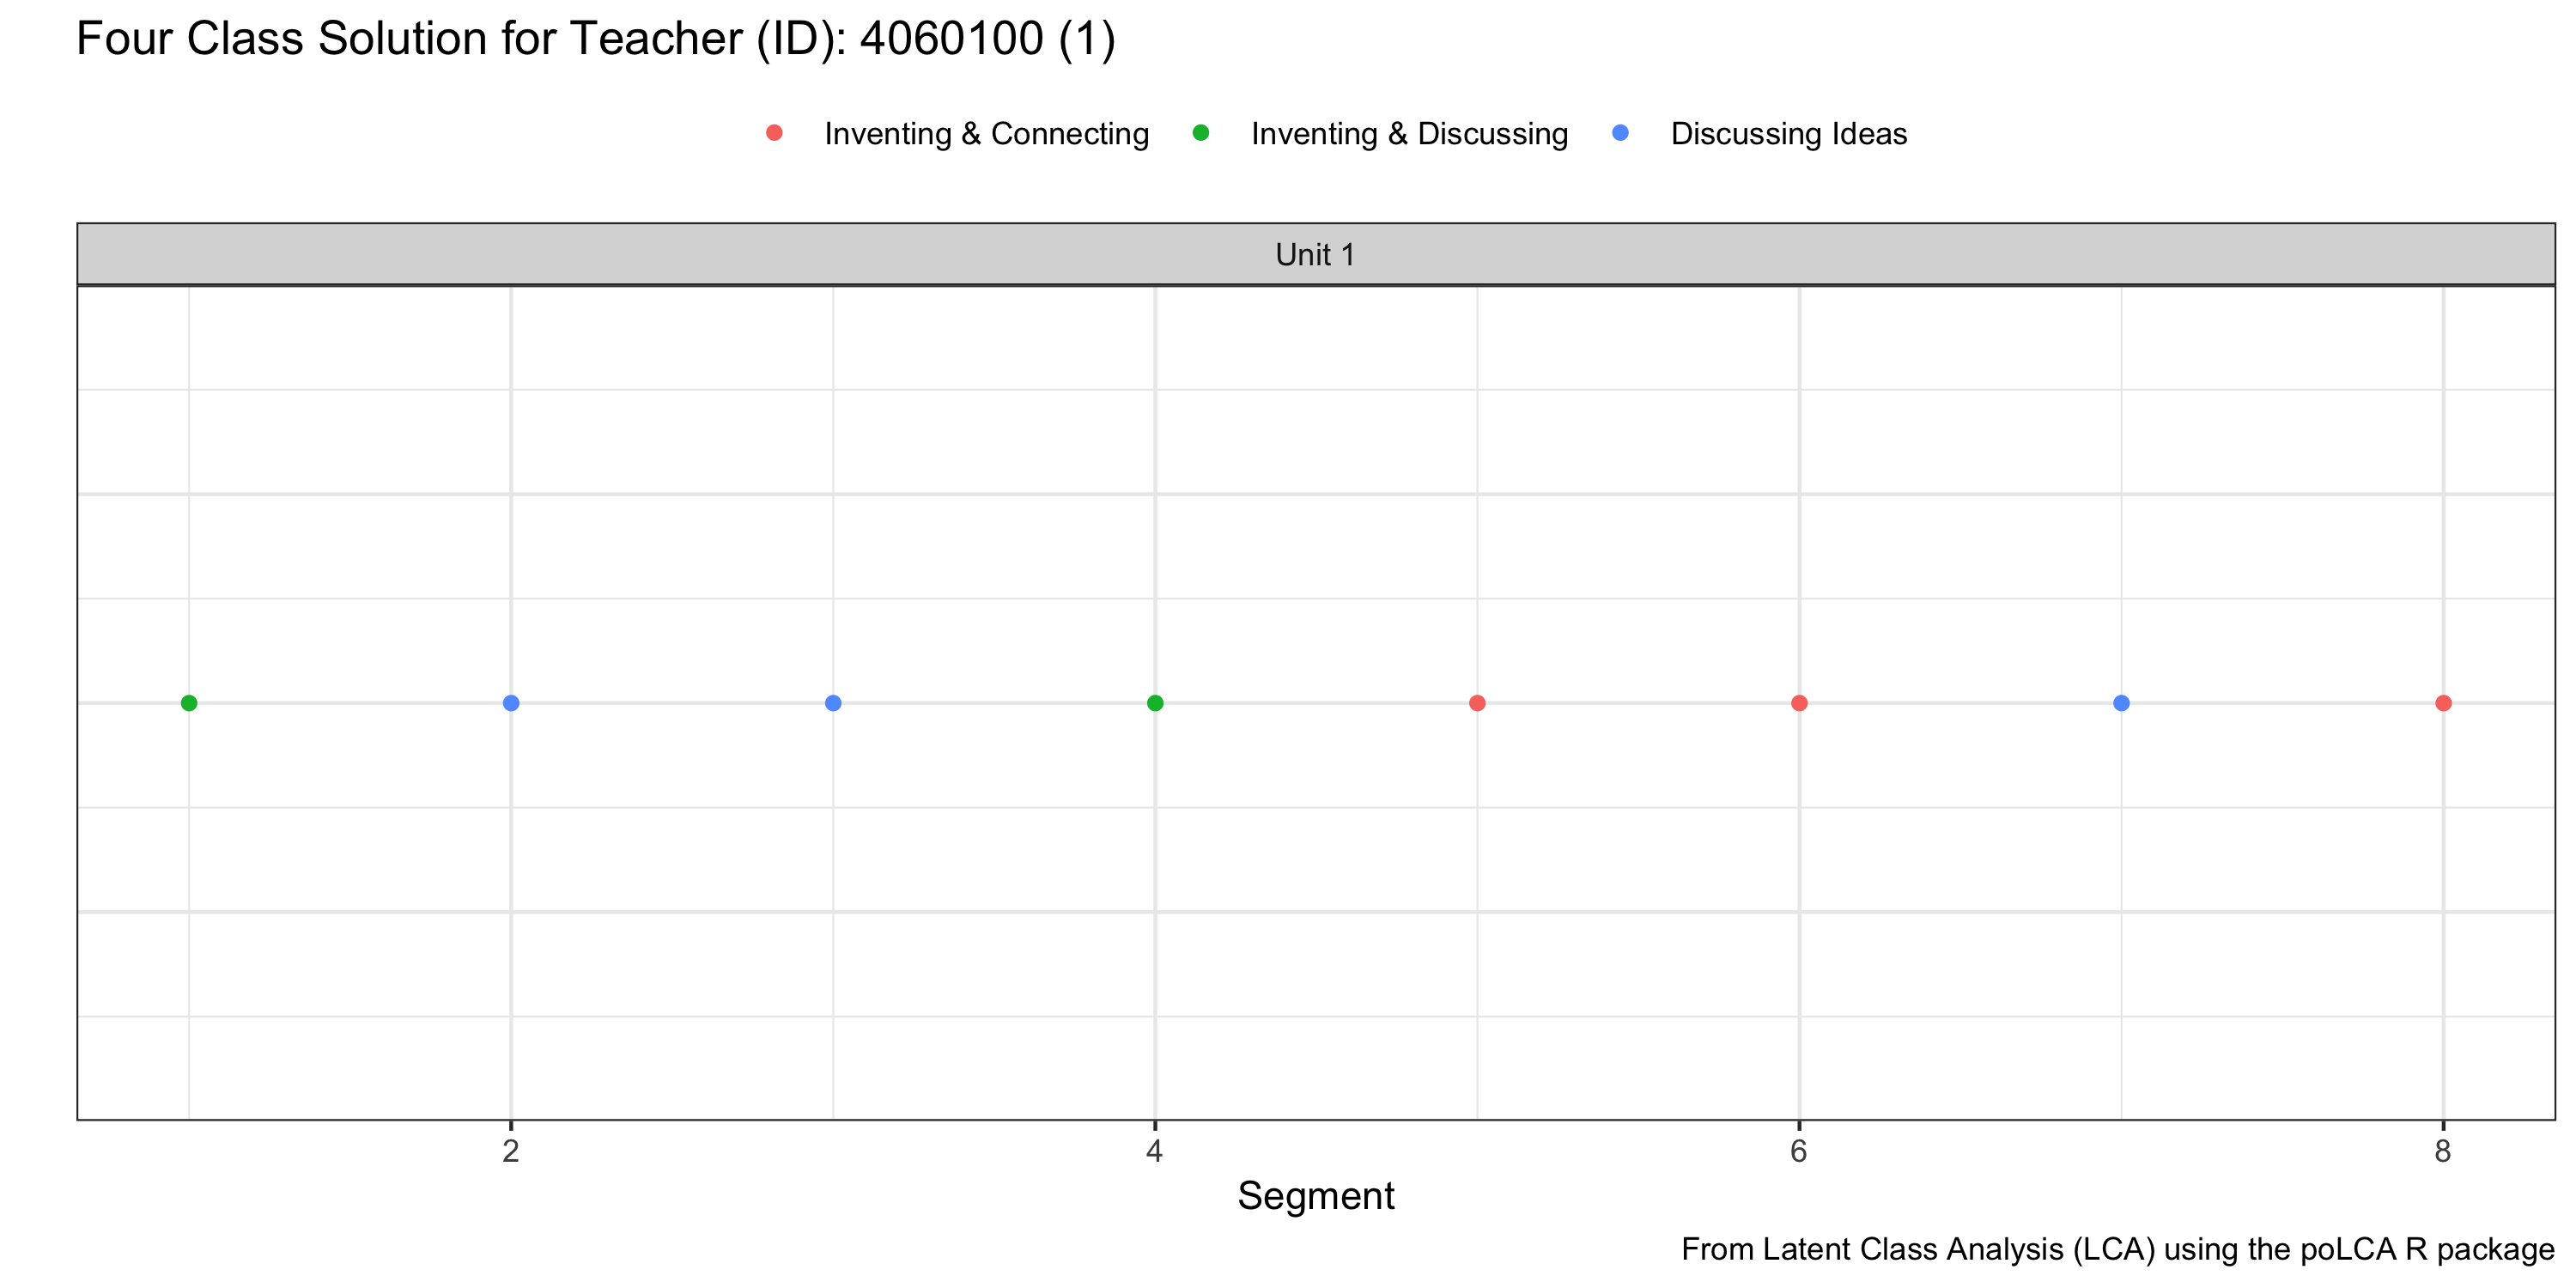 Four Class Solution for Teacher (ID): 4060100 (1)
Inventing & Connecting Inventing & Discussing Discussing Ideas
Unit 1
2 4 6 8
Segment
From Latent Class Analysis (LCA) using the poLCA R package